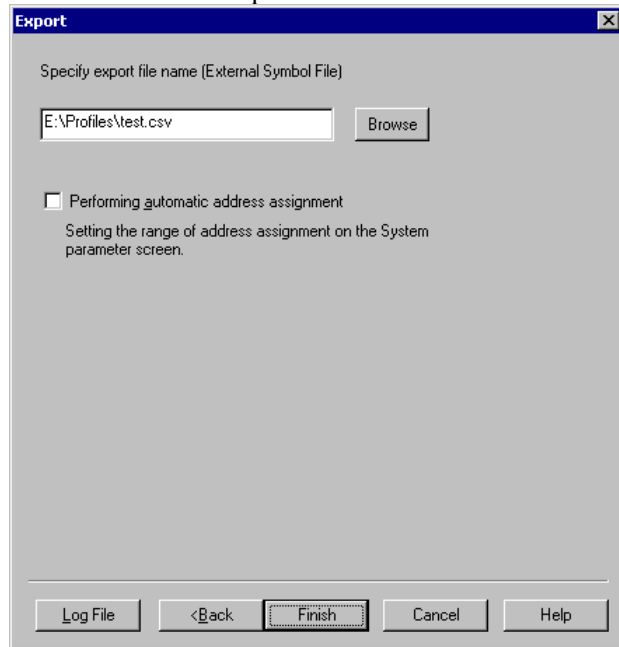 Export
Specify export file name (External Symbol File)
E:\Profiles\test.csv
Browse
Performing automatic address assignment
Setting the range of address assignment on the System
parameter screen.
Log File <Back Finish Cancel Help